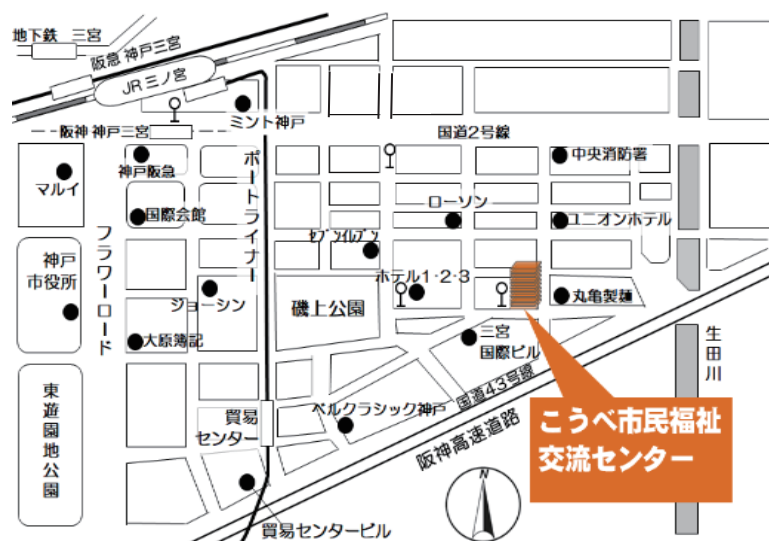 地下鉄 三宮
阪急 神戸三宮
JR 三ノ宮
ミント神戸
阪神 神戸三宮
国道2号線
マルイ
神戸阪急
ポートライナー
中央消防署
国際会館
ローソン
ユニオンホテル
フラワーロード
セブンイレブン
神戸
市役所
ジョーシン
磯上公園
ホテル1・2・3
丸亀製麺
大原簿記
三宮
国際ビル
生田川
国道43号線
東遊園地公園
貿易
センター
ベルクラシック神戸
阪神高速道路
こうべ市民福祉
交流センター
N
貿易センタービル